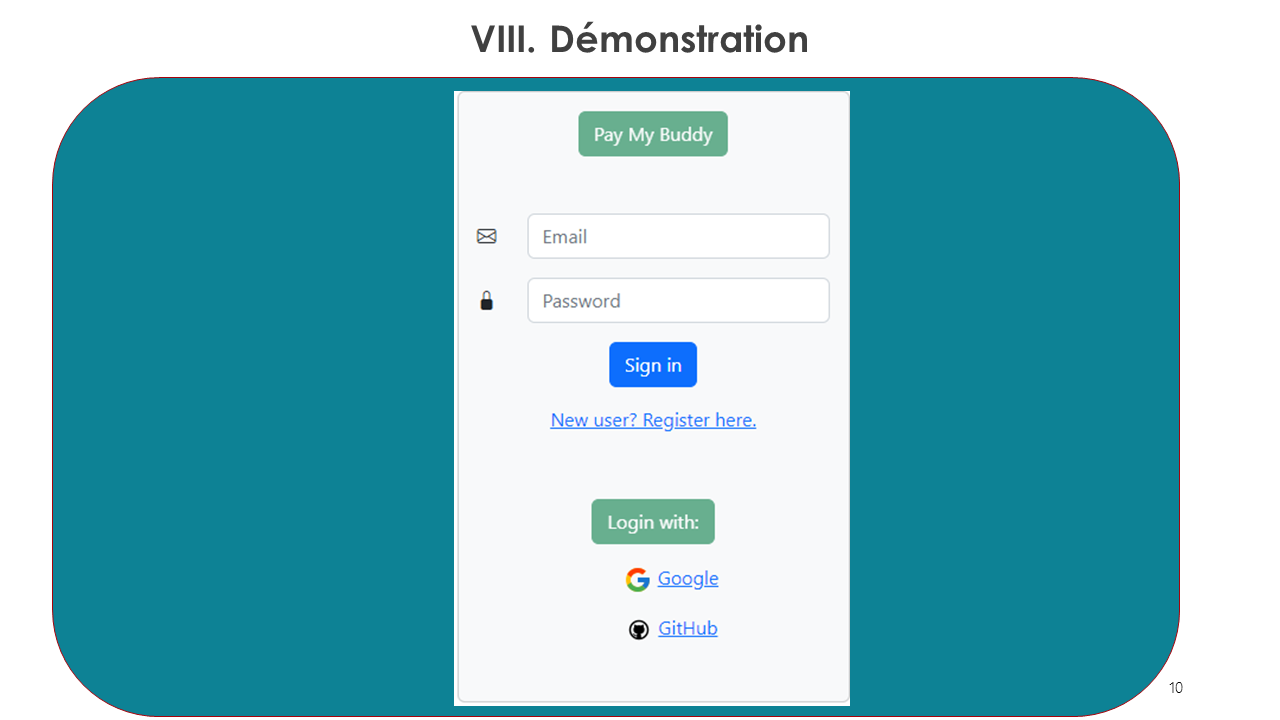 VIII. Démonstration
Pay My Buddy
Email
Password
Sign in
New user? Register here.
Login with:
Google
GitHub
10